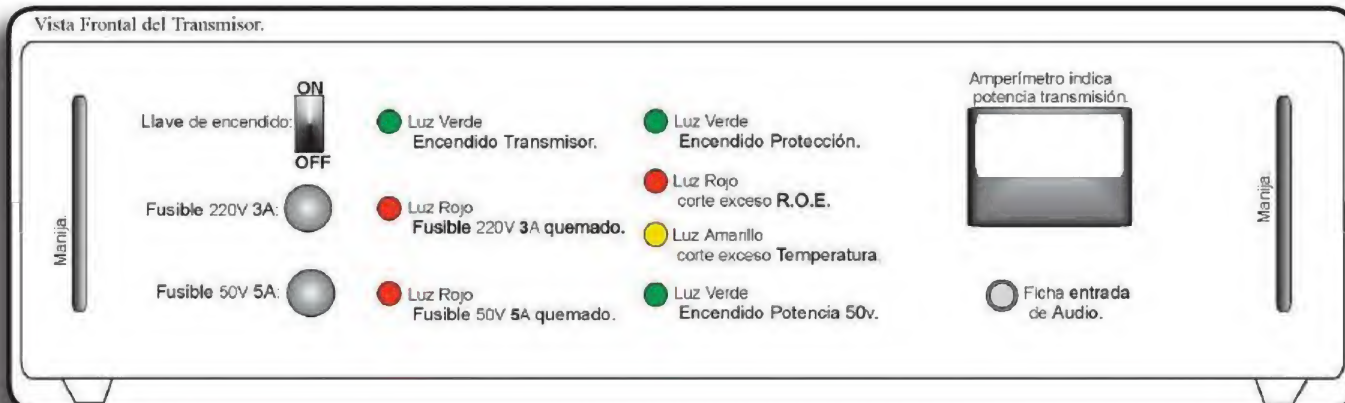 Vista Frontal del Transmisor.
Manija.
ON
Llave de encendido:
OFF
Fusible 220V 3A:
Fusible 50V 5A:
Luz Verde
Encendido Transmisor.
Luz Rojo
Fusible 220V 3A quemado.
Luz Rojo
Fusible 50V 5A quemado.
Luz Verde
Encendido Protección.
Luz Rojo
corte exceso R.O.E.
Luz Amarillo
corte exceso Temperatura.
Luz Verde
Encendido Potencia 50v.
Amperímetro indica
potencia transmisión.
Ficha entrada
de Audio.
Manija.